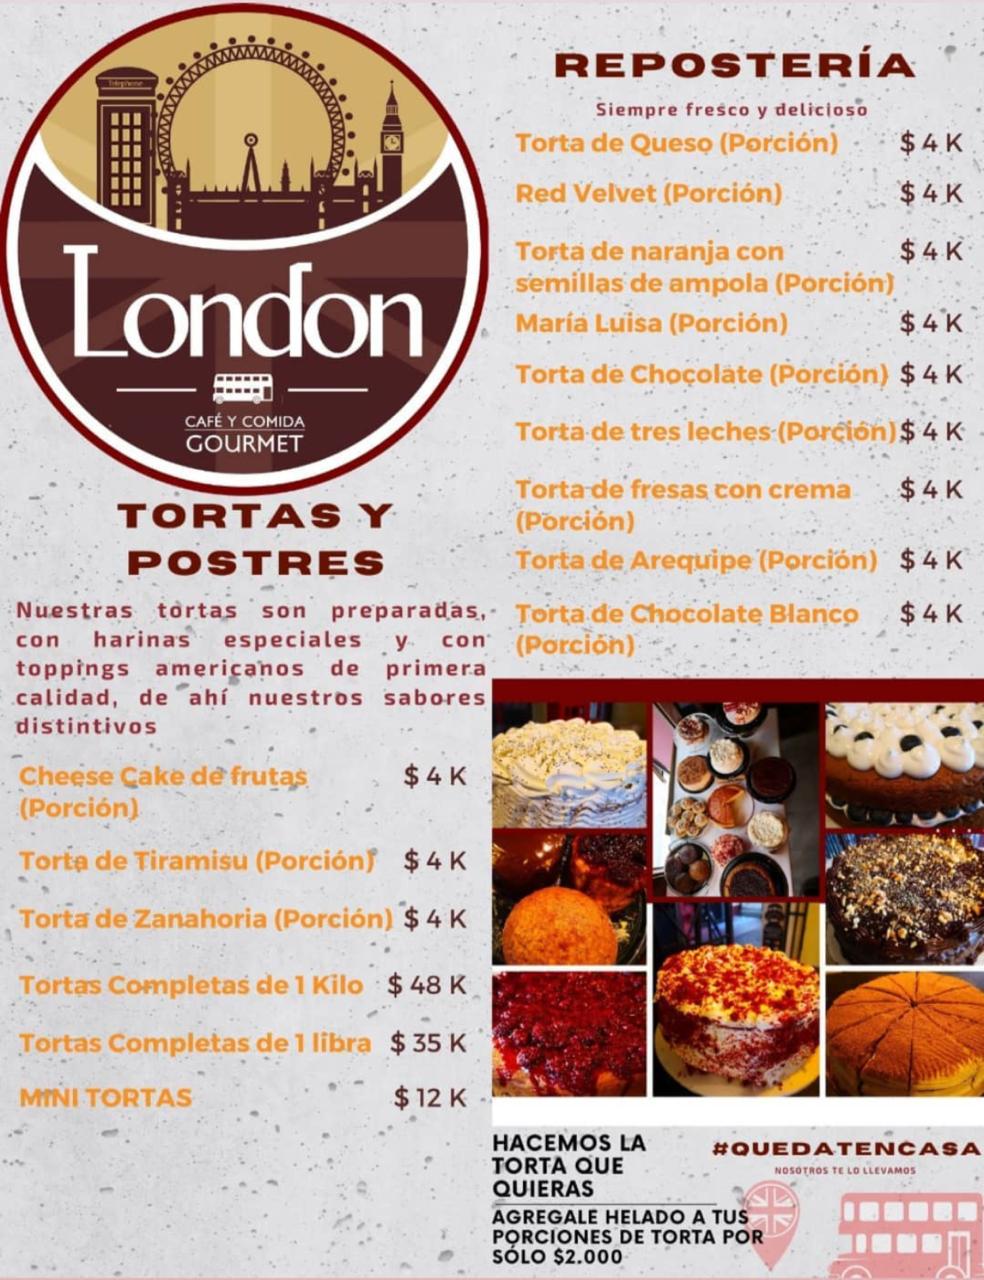 Telephone
London
CAFÉ Y COMIDA
GOURMET
TORTAS Y
POSTRES
Nuestras tortas son preparadas,
con harinas especiales y con
toppings americanos de primera
calidad, de ahí nuestros sabores
distintivos
Cheese Cake de frutas $ 4 K
(Porción)
Torta de Tiramisu (Porción) $ 4 K
Torta de Zanahoria (Porción) $ 4 K
Tortas Completas de 1 Kilo $ 48 K
Tortas Completas de 1 libra $ 35 K
MINI TORTAS $ 12 K
REPOSTERÍA
Siempre fresco y delicioso
Torta de Queso (Porción) $ 4 K
Red Velvet (Porción) $ 4 K
Torta de naranja con $ 4 K
semillas de ampola (Porción)
María Luisa (Porción) $ 4 K
Torta de Chocolate (Porción) $ 4 K
Torta de tres leches (Porción) $ 4 K
Torta de fresas con crema $ 4 K
(Porción)
Torta de Arequipe (Porción) $ 4 K
Torta de Chocolate Blanco $ 4 K
(Porción)
HACEMOS LA
TORTA QUE
QUIERAS
AGREGALE HELADO A TUS
PORCIONES DE TORTA POR
SÓLO $2.000
#QUEDATENCASA
NOSOTROS TE LO LLEVAMOS